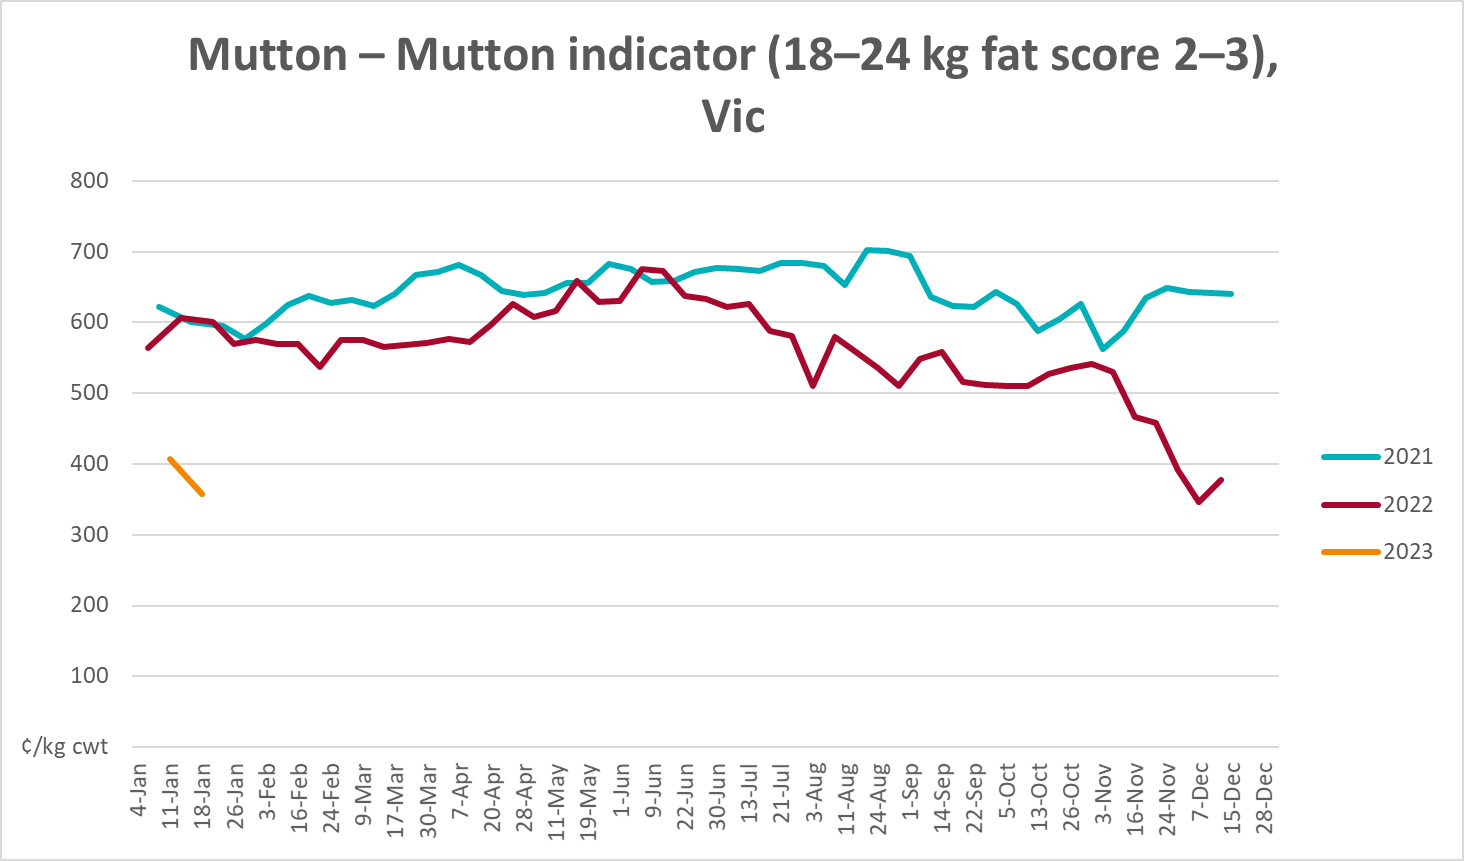 Mutton – Mutton indicator (18–24 kg fat score 2–3),
Vic
800
700
600
500
400
300
200
100
¢/kg cwt
4-Jan
11-Jan
18-Jan
26-Jan
3-Feb
16-Feb
24-Feb
9-Mar
17-Mar
30-Mar
7-Apr
20-Apr
28-Apr
11-May
19-May
1-Jun
9-Jun
22-Jun
30-Jun
13-Jul
21-Jul
3-Aug
11-Aug
24-Aug
1-Sep
14-Sep
22-Sep
5-Oct
13-Oct
26-Oct
3-Nov
16-Nov
24-Nov
7-Dec
15-Dec
28-Dec
2021
2022
2023